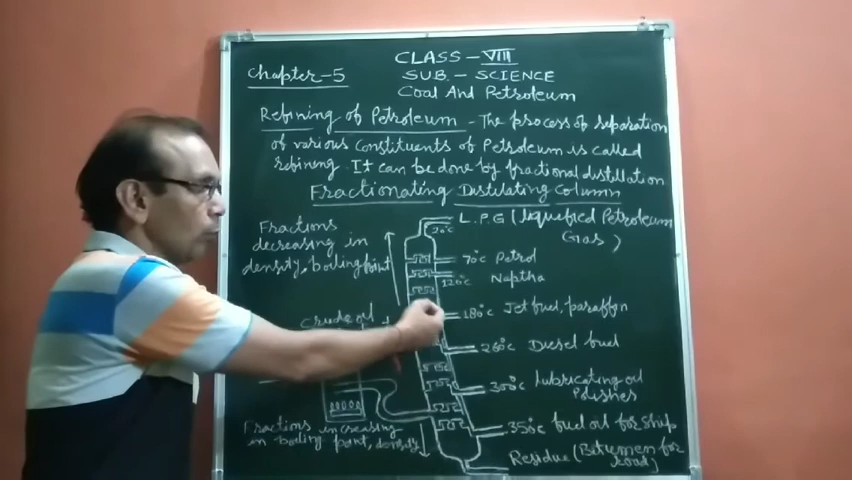 CLASS - VIII
Chapter-5
SUB. - SCIENCE
Coal And Petroleum
Refining of Petroleum - The process of separation
of various constituents of Petroleum is called
refining. It can be done by fractional distillation
Fractionating Distilating Column
L.P.G (Liquefied Petroleum
Gas)
20°c
Fractions
decreasing in
density, boiling point
70°c Petrol
120°c Naptha
180°c Jet fuel, paraffin
Crude oil
260°c Diesel fuel
300°c Lubricating oil
Polishes
350°c fuel oil for ship
Fractions increasing
in boiling point, density
Residue (Bitumen for
road)